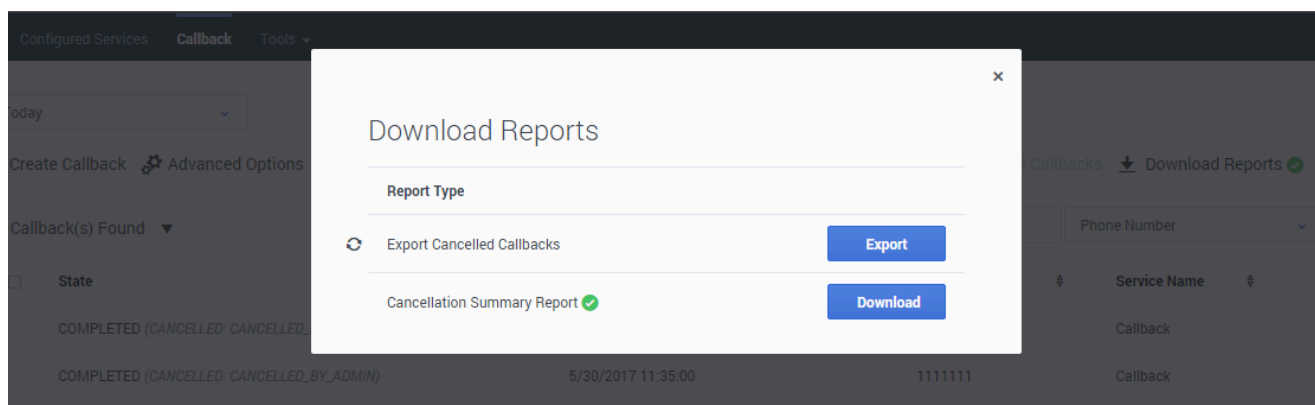 Configured Services Callback Tools
×
Today
Download Reports
Create Callback Advanced Options
Callbacks Download Reports
Report Type
Callback(s) Found
Phone Number
Export Cancelled Callbacks Export
State
Service Name
Cancellation Summary Report Download
COMPLETED (CANCELLED: CANCELLED_
Callback
COMPLETED (CANCELLED: CANCELLED_BY_ADMIN) 5/30/2017 11:35:00 1111111 Callback